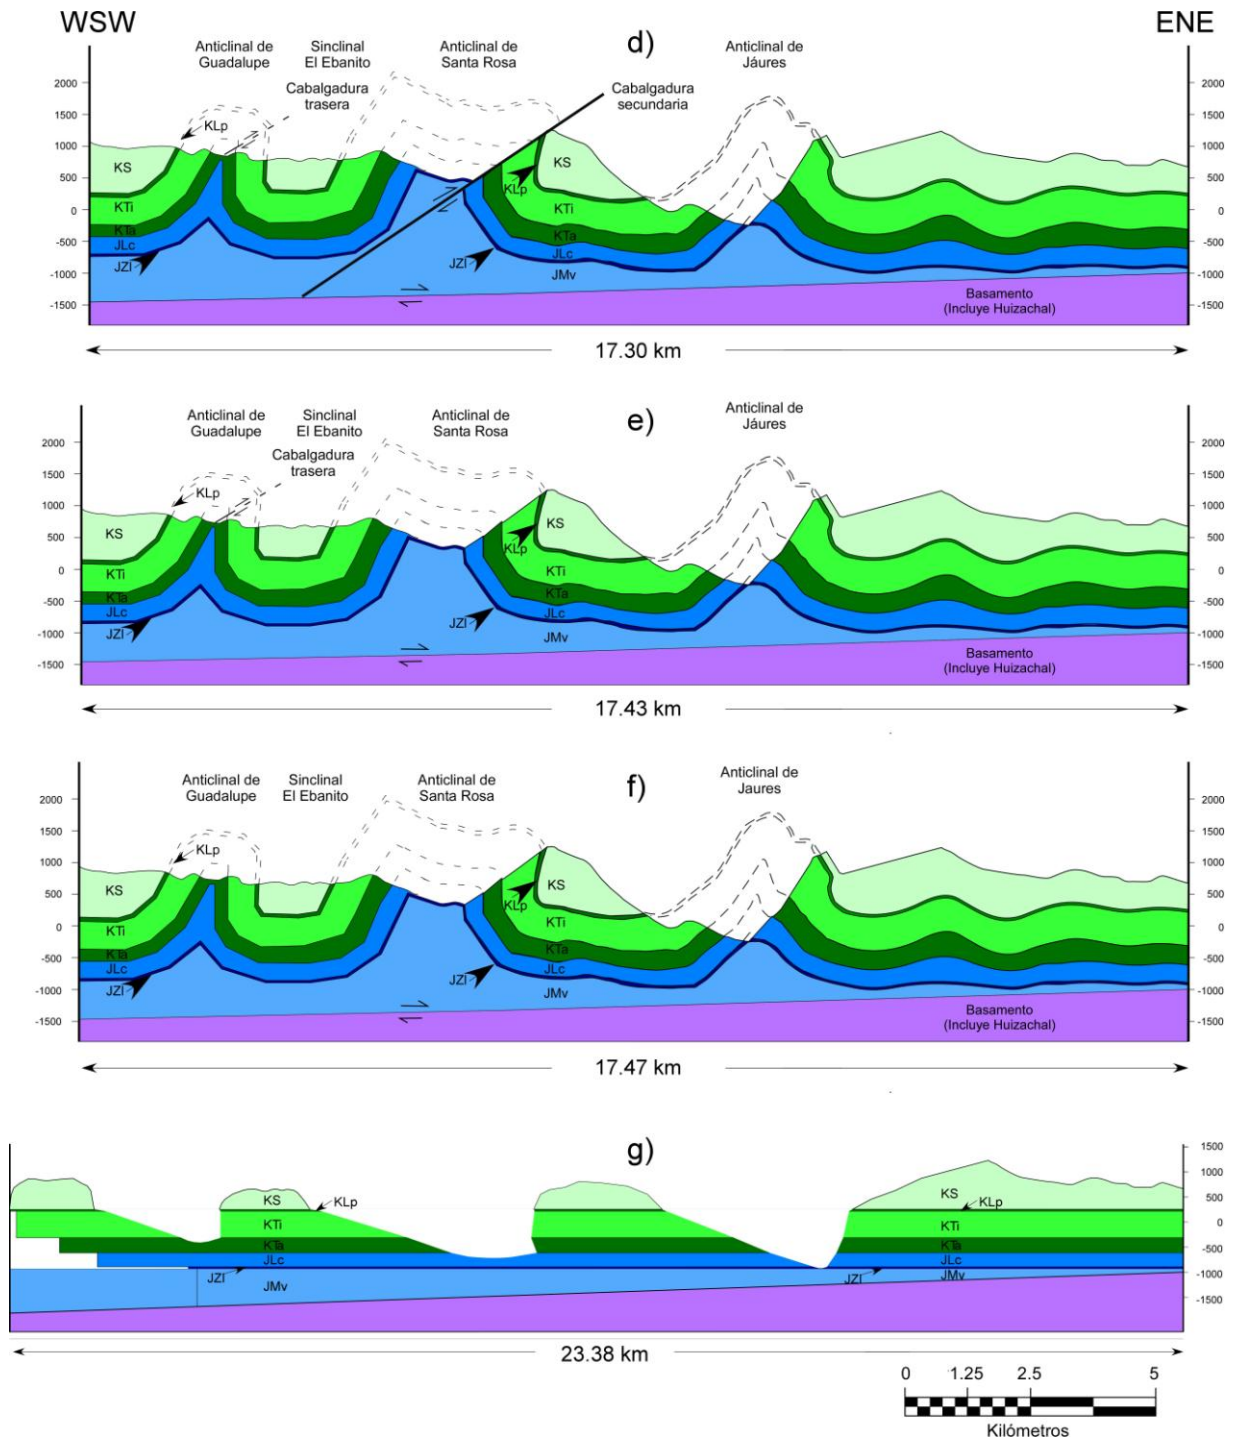 WSW
ENE
Anticlinal de
Guadalupe
Sinclinal
El Ebanito
Anticlinal de
Santa Rosa
d)
Anticlinal de
Jáures
Cabalgadura
trasera
Cabalgadura
secundaria
2000
1500
1000
500
0
-500
-1000
-1500
2000
1500
1000
500
0
-500
-1000
-1500
KLp
KS
KS
KLp
KTi
KTi
KTa
KTa
JLc
JLc
JZl
JZl
JMv
Basamento
(Incluye Huizachal)
17.30 km
Anticlinal de
Guadalupe
Sinclinal
El Ebanito
Anticlinal de
Santa Rosa
e)
Anticlinal de
Jáures
Cabalgadura
trasera
2000
1500
1000
500
0
-500
-1000
-1500
2000
1500
1000
500
0
-500
-1000
-1500
KLp
KS
KS
KLp
KTi
KTi
KTa
KTa
JLc
JLc
JZl
JZl
JMv
Basamento
(Incluye Huizachal)
17.43 km
Anticlinal de
Guadalupe
Sinclinal
El Ebanito
Anticlinal de
Santa Rosa
f)
Anticlinal de
Jaures
2000
1500
1000
500
0
-500
-1000
-1500
2000
1500
1000
500
0
-500
-1000
-1500
KLp
KS
KS
KLp
KTi
KTi
KTa
KTa
JLc
JLc
JZl
JZl
JMv
Basamento
(Incluye Huizachal)
17.47 km
g)
1500
1000
500
0
-500
-1000
-1500
KS
KLp
KS
KLp
KTi
KTi
KTa
KTa
JLc
JLc
JZl
JMv
JZl
JMv
23.38 km
0 1.25 2.5 5
Kilómetros